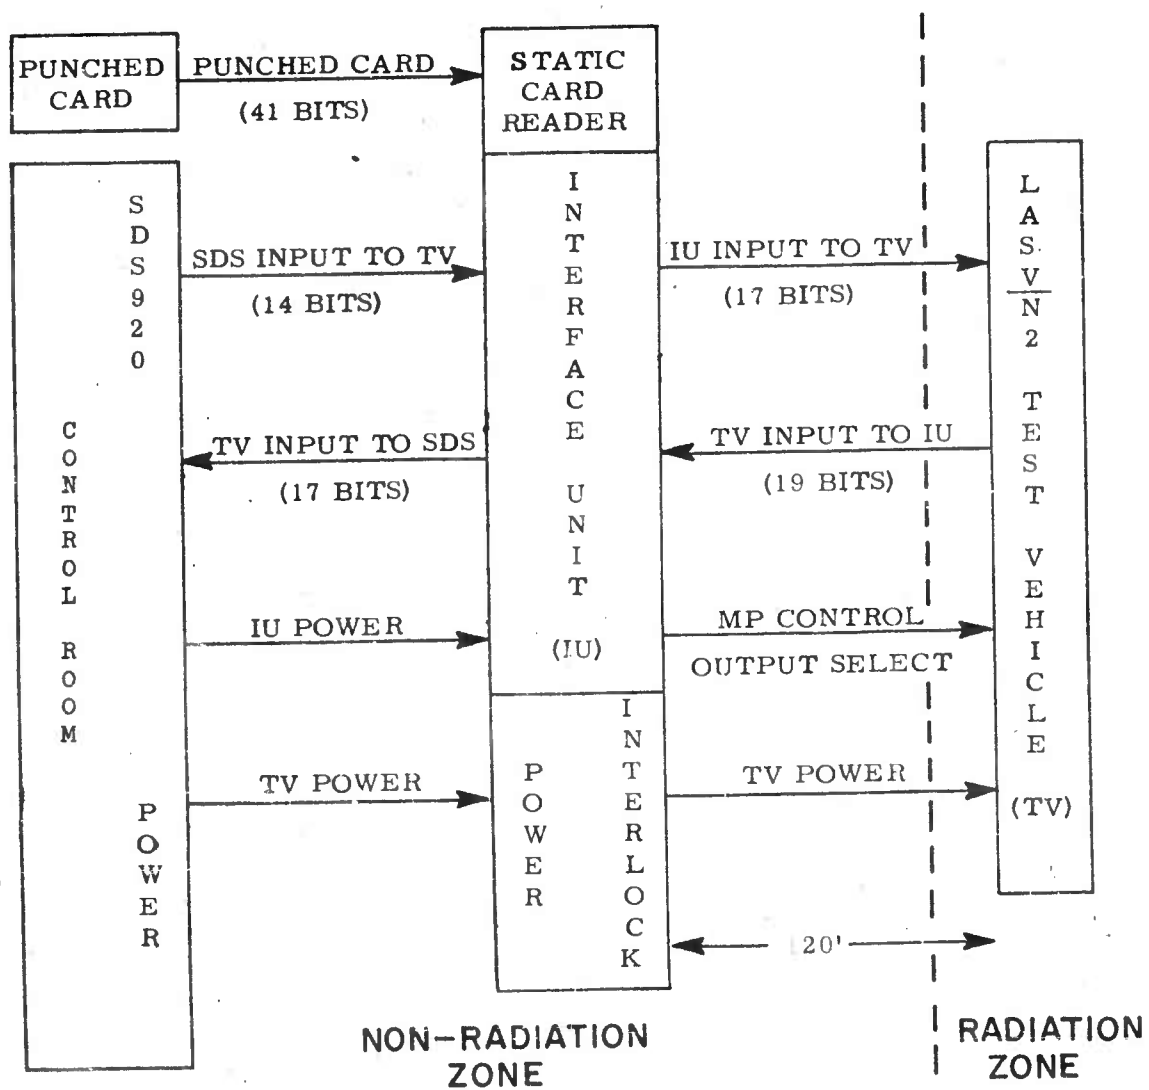 PUNCHED
CARD
PUNCHED CARD
(41 BITS)
STATIC
CARD
READER
SDS920
CONTROL ROOM
POWER
SDS INPUT TO TV
(14 BITS)
TV INPUT TO SDS
(17 BITS)
IU POWER
TV POWER
INTERFACE UNIT
(IU)
POWER
INTERLOCK
IU INPUT TO TV
(17 BITS)
TV INPUT TO IU
(19 BITS)
MP CONTROL
OUTPUT SELECT
TV POWER
20'
LASV/N2 TEST VEHICLE
(TV)
NON-RADIATION
ZONE
RADIATION
ZONE